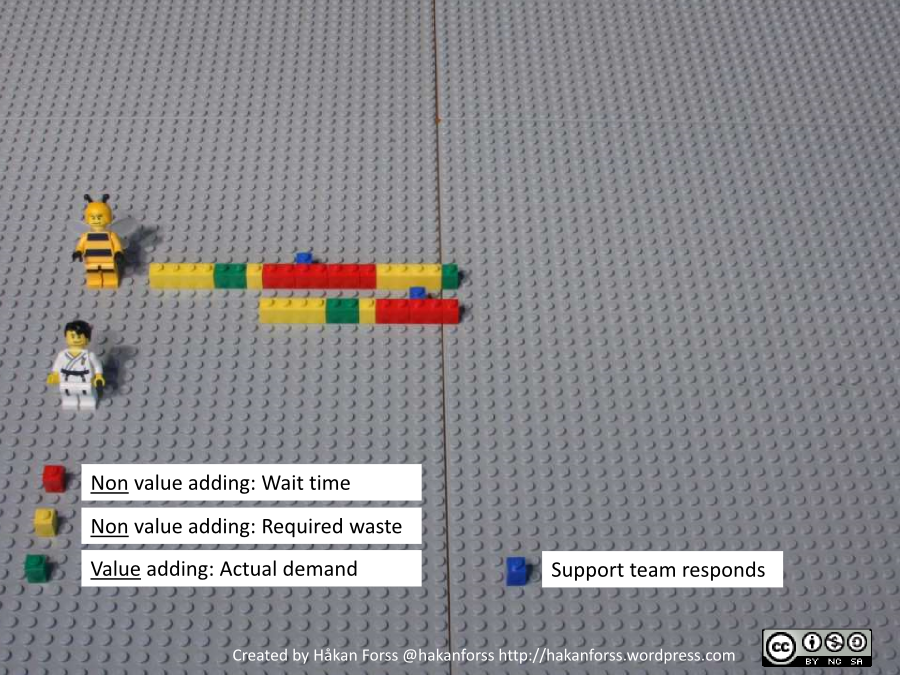 Non value adding: Wait time
Non value adding: Required waste
Value adding: Actual demand
Support team responds
Created by Håkan Forss @hakanforss http://hakanforss.wordpress.com
cc
BY NC SA